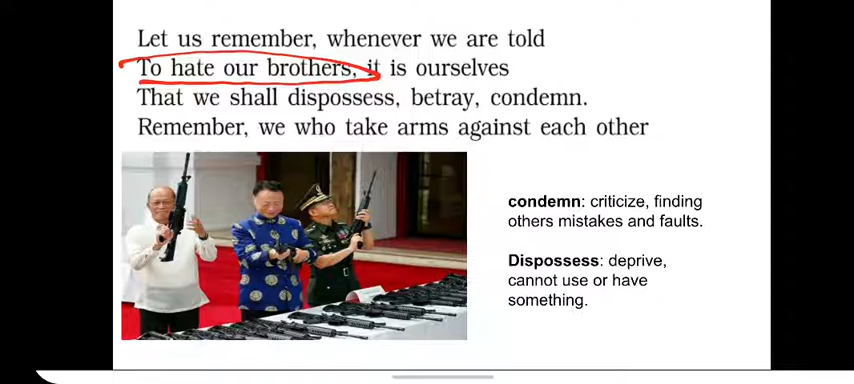 Let us remember, whenever we are told
To hate our brothers, it is ourselves
That we shall dispossess, betray, condemn.
Remember, we who take arms against each other
condemn: criticize, finding
others mistakes and faults.
Dispossess: deprive,
cannot use or have
something.